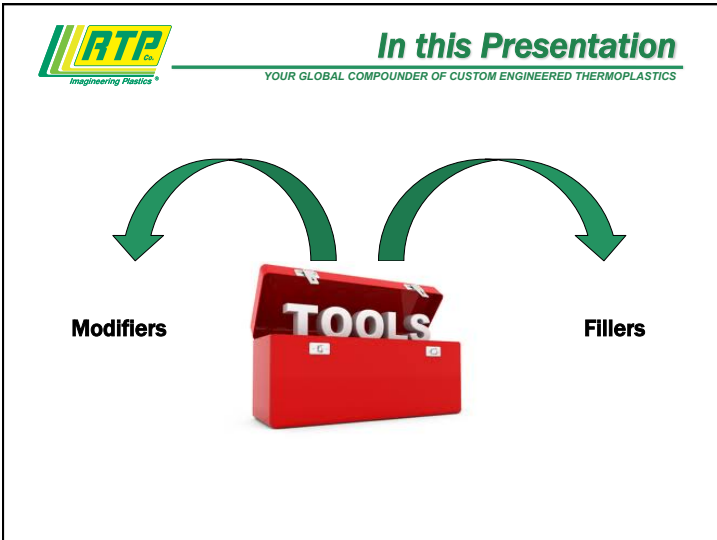 RTP
Co.
Imagineering Plastics ®
In this Presentation
YOUR GLOBAL COMPOUNDER OF CUSTOM ENGINEERED THERMOPLASTICS
TOOLS
Modifiers
Fillers